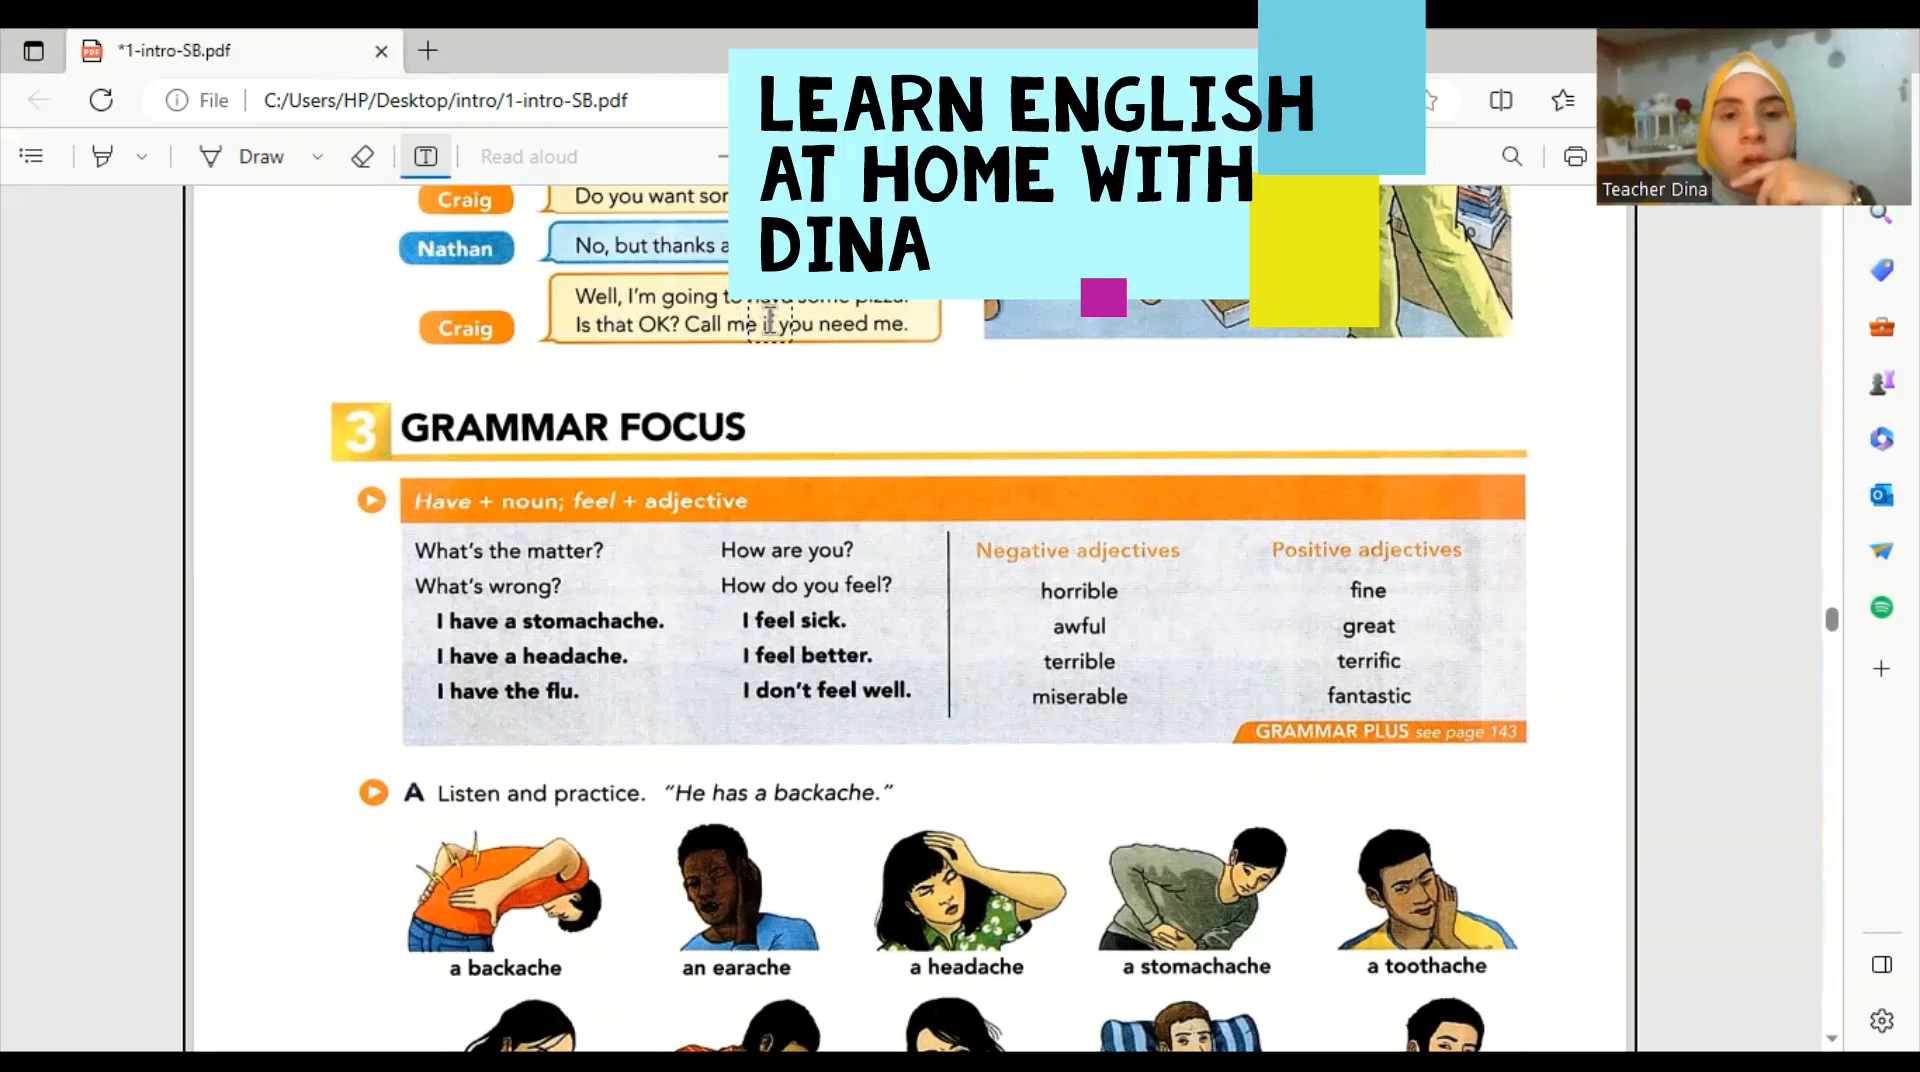 *1-intro-SB.pdf
File
C:/Users/HP/Desktop/intro/1-intro-SB.pdf
Draw
Read aloud
LEARN ENGLISH
AT HOME WITH
DINA
Teacher Dina
Craig
Do you want
Nathan
No, but thanks
Craig
Well, I'm going to have some pizza.
Is that OK? Call me if you need me.
3 GRAMMAR FOCUS
Have + noun; feel + adjective
What's the matter?
What's wrong?
I have a stomachache.
I have a headache.
I have the flu.
How are you?
How do you feel?
I feel sick.
I feel better.
I don't feel well.
Negative adjectives
horrible
awful
terrible
miserable
Positive adjectives
fine
great
terrific
fantastic
GRAMMAR PLUS see page 143
A Listen and practice. "He has a backache."
a backache
an earache
a headache
a stomachache
a toothache